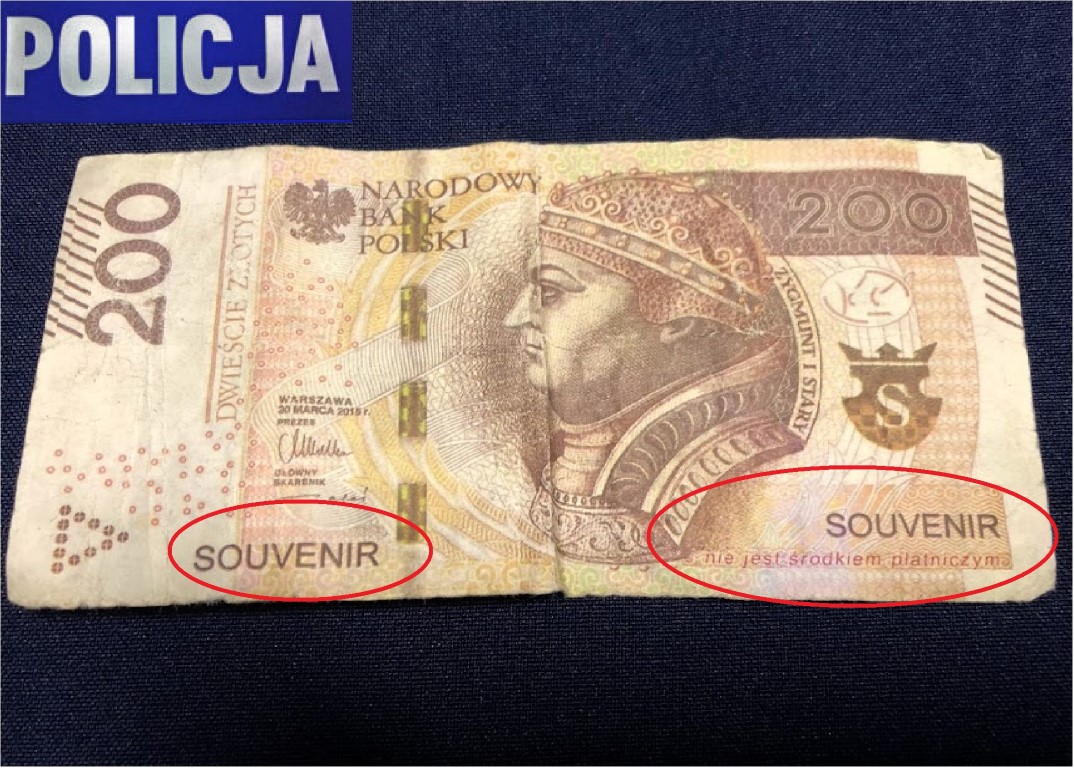 POLICJA
200
DWIEŚCIE ZŁOTYCH
NARODOWY
BANK
POLSKI
200
ZYGMUNT I STARY
S
WARSZAWA
30 MARCA 2015 r.
PREZES
GŁÓWNY
SKARBNIK
SOUVENIR
SOUVENIR
nie jest środkiem płatniczym